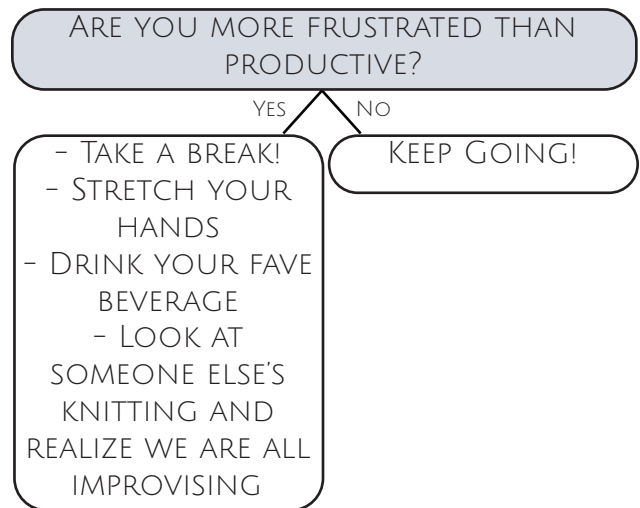 Are you more frustrated than
productive?
Yes
No
- Take a break!
- Stretch your
hands
- Drink your fave
beverage
- Look at
someone else's
knitting and
realize we are all
improvising
Keep Going!